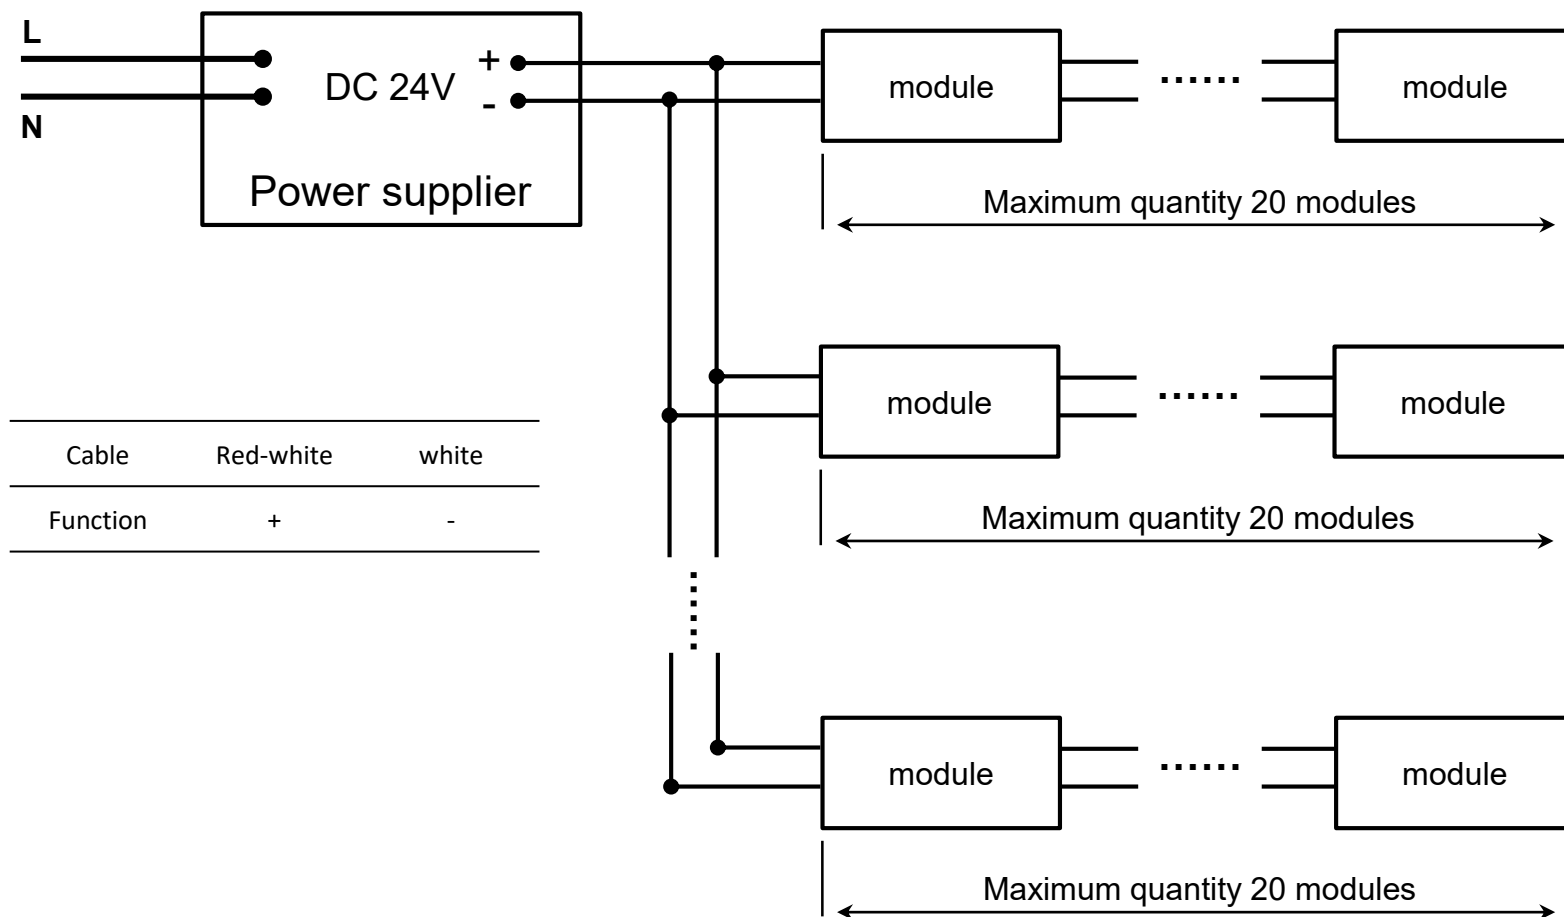 L
N
DC 24V
+
-
Power supplier
module
......
module
Maximum quantity 20 modules
module
......
module
Maximum quantity 20 modules
Cable Red-white white
Function + -
......
module
......
module
Maximum quantity 20 modules